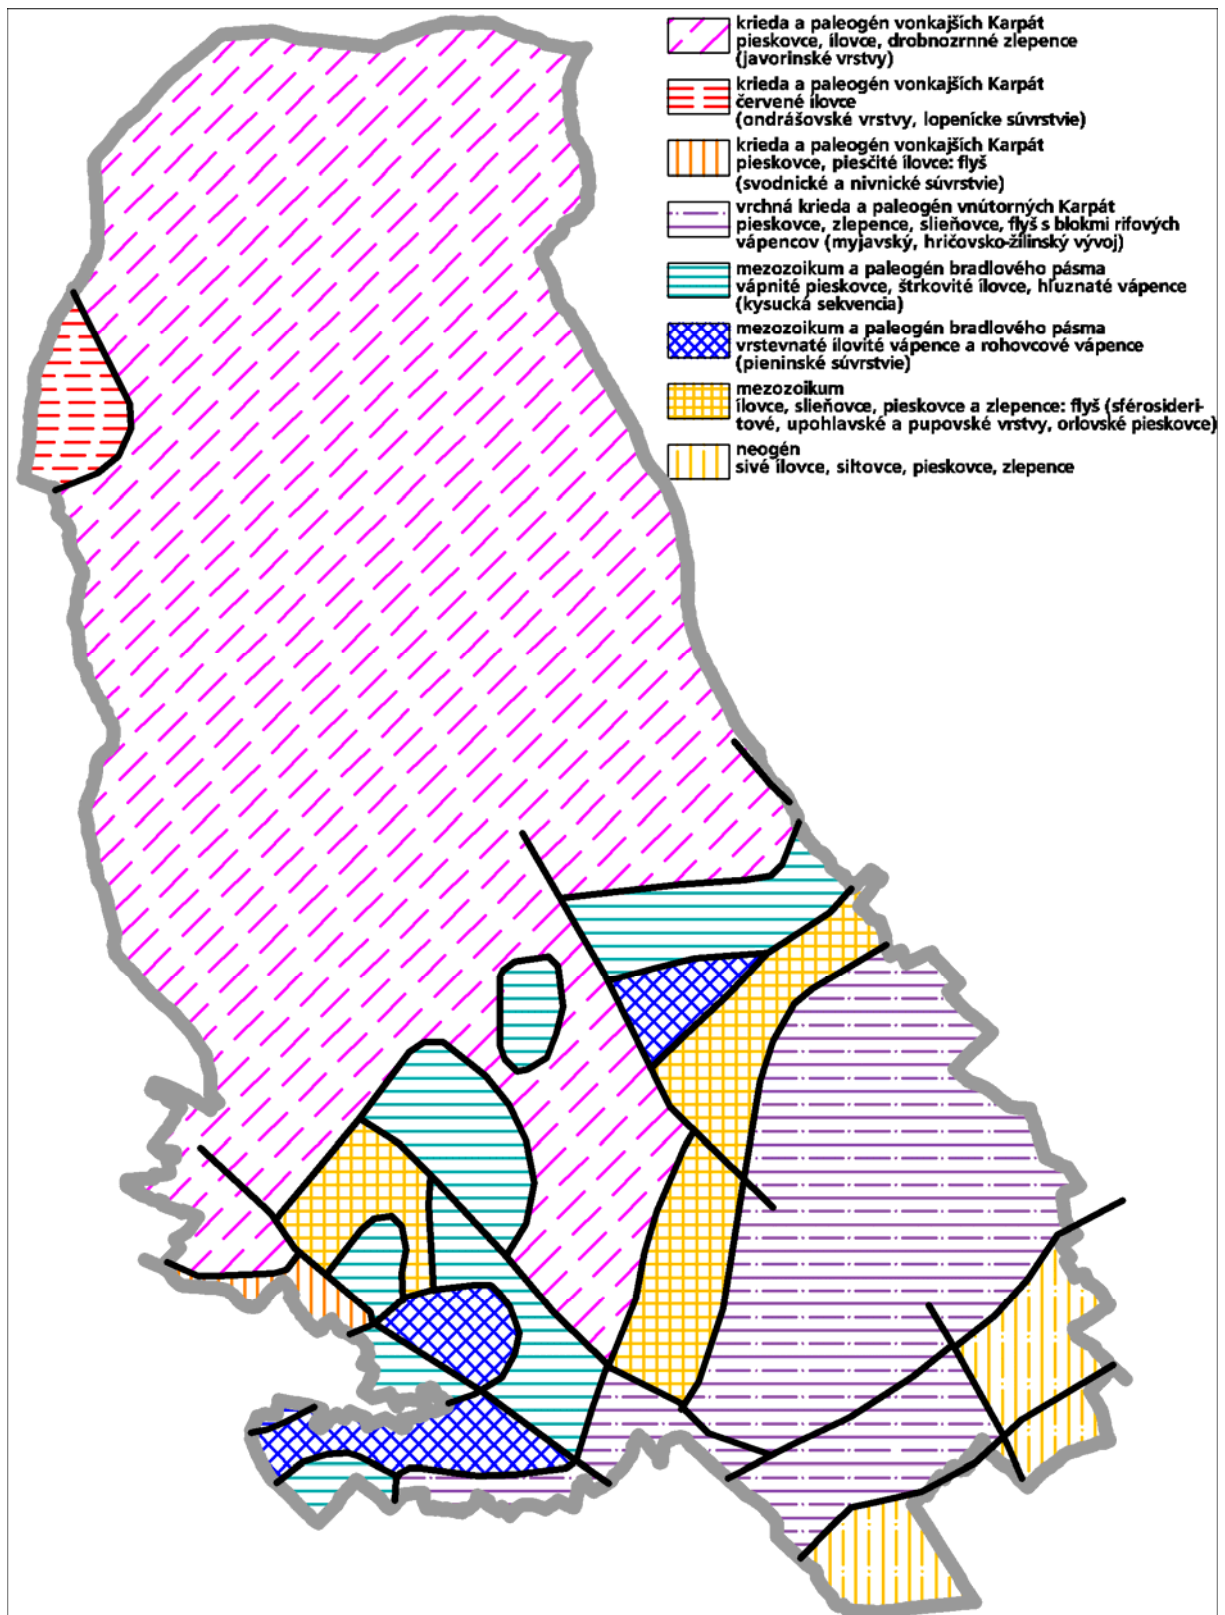 krieda a paleogén vonkajších Karpát
pieskovce, ílovce, drobnozrnné zlepence
(javorinské vrstvy)
krieda a paleogén vonkajších Karpát
červené ílovce
(ondrášovské vrstvy, lopenícke súvrstvie)
krieda a paleogén vonkajších Karpát
pieskovce, piesčité ílovce: flyš
(svodnické a nivnické súvrstvie)
vrchná krieda a paleogén vnútorných Karpát
pieskovce, zlepence, slieňovce, flyš s blokmi rifových
vápencov (myjavský, hričovsko-žilinský vývoj)
mezozoikum a paleogén bradlového pásma
vápnité pieskovce, štrkovité ílovce, hľuznaté vápence
(kysucká sekvencia)
mezozoikum a paleogén bradlového pásma
vrstevnaté ílovité vápence a rohovcové vápence
(pieninské súvrstvie)
mezozoikum
ílovce, slieňovce, pieskovce a zlepence: flyš (sférosideri-
tové, upohlavské a pupovské vrstvy, orlovské pieskovce)
neogén
sivé ílovce, siltovce, pieskovce, zlepence